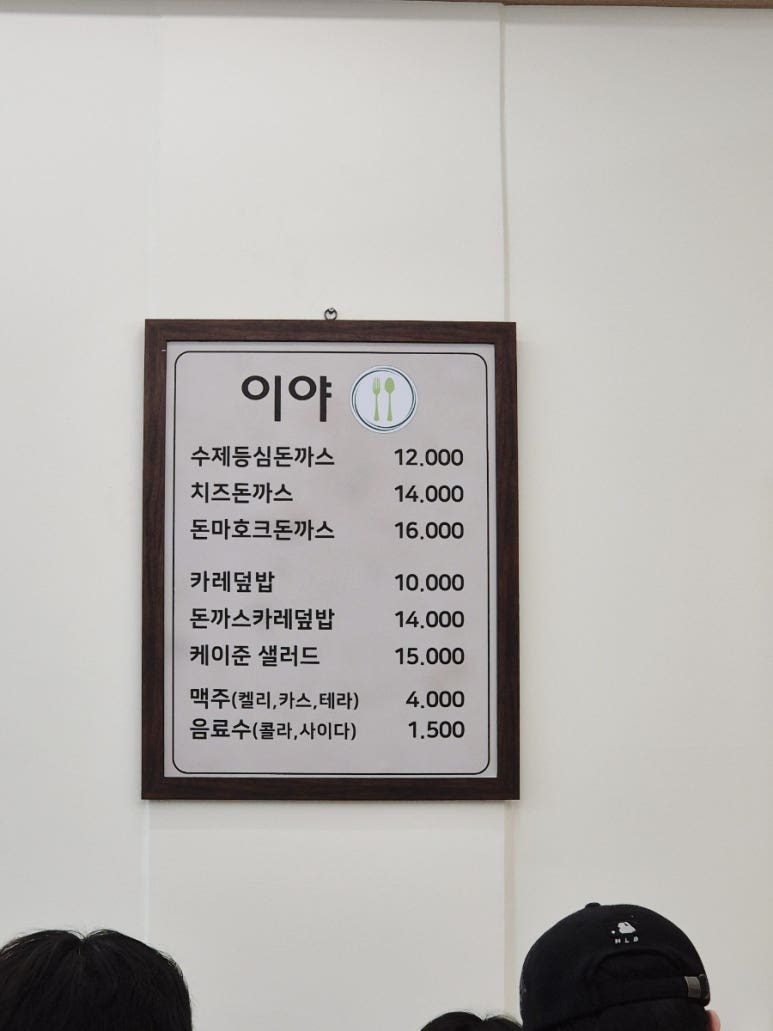 이야
수제등심돈까스 12.000
치즈돈까스 14.000
돈마호크돈까스 16.000
카레덮밥 10.000
돈까스카레덮밥 14.000
케이준 샐러드 15.000
맥주(켈리,카스,테라) 4.000
음료수(콜라,사이다) 1.500
MLB